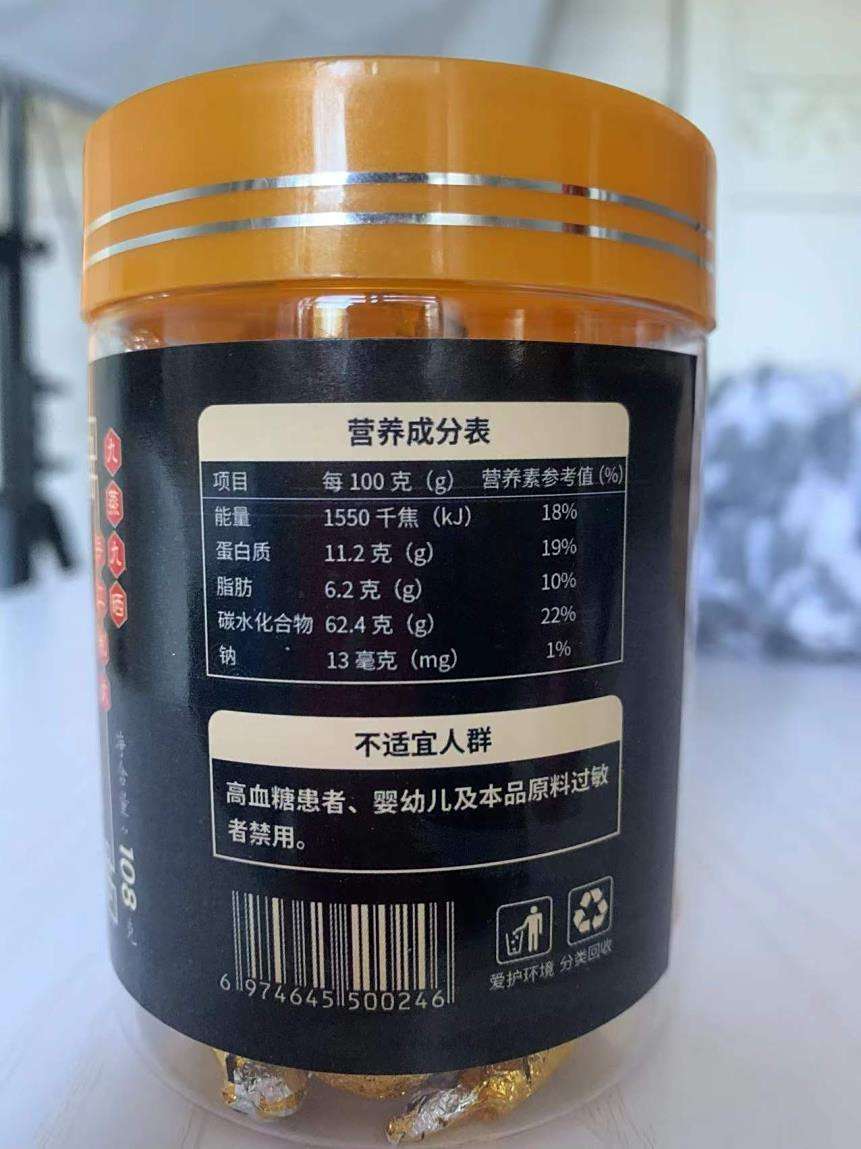 营养成分表
项目 每100克（g） 营养素参考值（%）
能量 1550千焦（kJ） 18%
蛋白质 11.2克（g） 19%
脂肪 6.2克（g） 10%
碳水化合物 62.4克（g） 22%
钠 13毫克（mg） 1%
不适宜人群
高血糖患者、婴幼儿及本品原料过敏
者禁用。
6 974645 500246
爱护环境 分类回收
九蒸九晒
净含量：108克